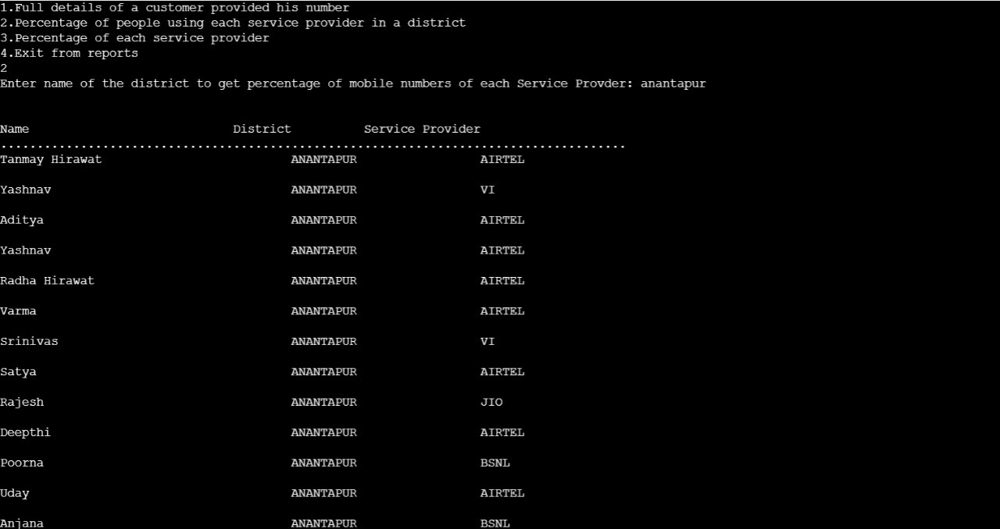 1.Full details of a customer provided his number
2.Percentage of people using each service provider in a district
3.Percentage of each service provider
4.Exit from reports
2
Enter name of the district to get percentage of mobile numbers of each Service Provder: anantapur
Name District Service Provider
......................................................................................
Tanmay Hirawat ANANTAPUR AIRTEL
Yashnav ANANTAPUR VI
Aditya ANANTAPUR AIRTEL
Yashnav ANANTAPUR AIRTEL
Radha Hirawat ANANTAPUR AIRTEL
Varma ANANTAPUR AIRTEL
Srinivas ANANTAPUR VI
Satya ANANTAPUR AIRTEL
Rajesh ANANTAPUR JIO
Deepthi ANANTAPUR AIRTEL
Poorna ANANTAPUR BSNL
Uday ANANTAPUR AIRTEL
Anjana ANANTAPUR BSNL